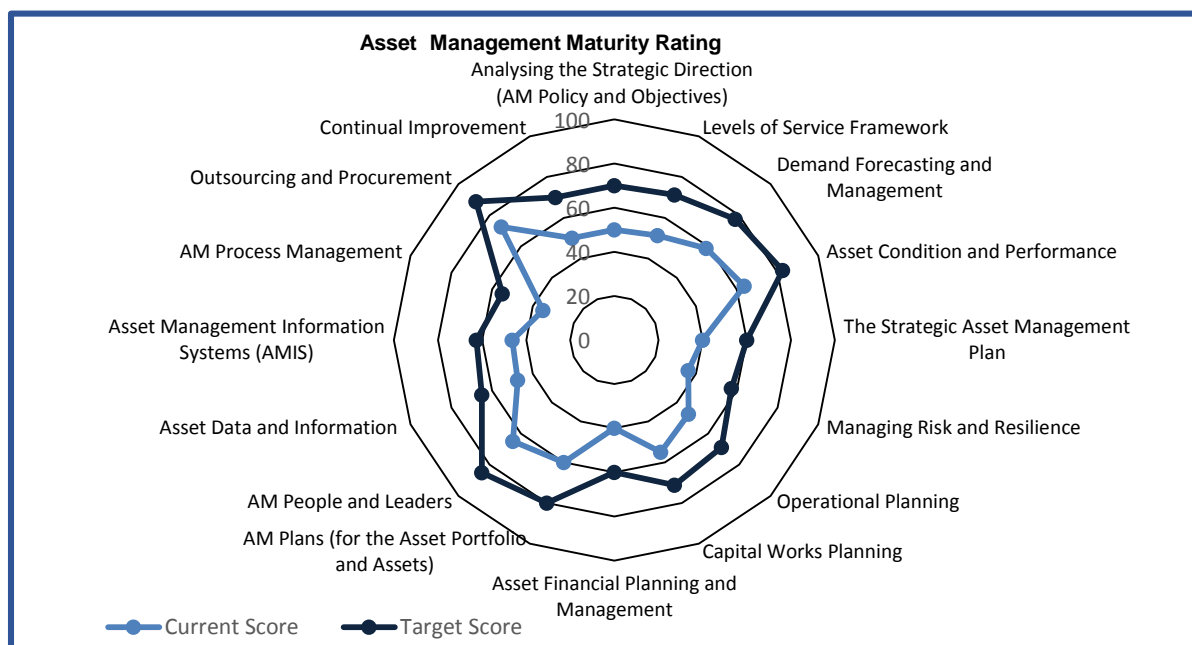 Asset Management Maturity Rating
Analysing the Strategic Direction
(AM Policy and Objectives)
Levels of Service Framework
Demand Forecasting and
Management
Asset Condition and Performance
The Strategic Asset Management
Plan
Managing Risk and Resilience
Operational Planning
Capital Works Planning
Asset Financial Planning and
Management
AM Plans (for the Asset Portfolio
and Assets)
AM People and Leaders
Asset Data and Information
Asset Management Information
Systems (AMIS)
AM Process Management
Outsourcing and Procurement
Continual Improvement
100
80
60
40
20
0
Current Score
Target Score